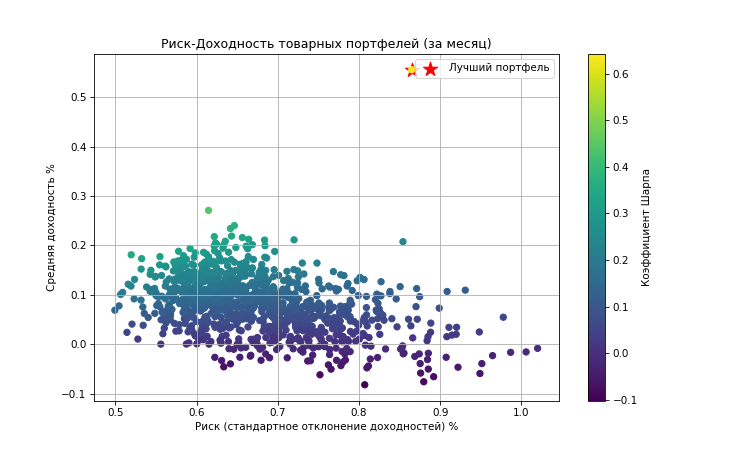 Риск-Доходность товарных портфелей (за месяц)
Лучший портфель
Средняя доходность %
0.5
0.4
0.3
0.2
0.1
0.0
−0.1
0.5 0.6 0.7 0.8 0.9 1.0
Риск (стандартное отклонение доходностей) %
0.6
0.5
0.4
0.3
0.2
0.1
0.0
−0.1
Коэффициент Шарпа